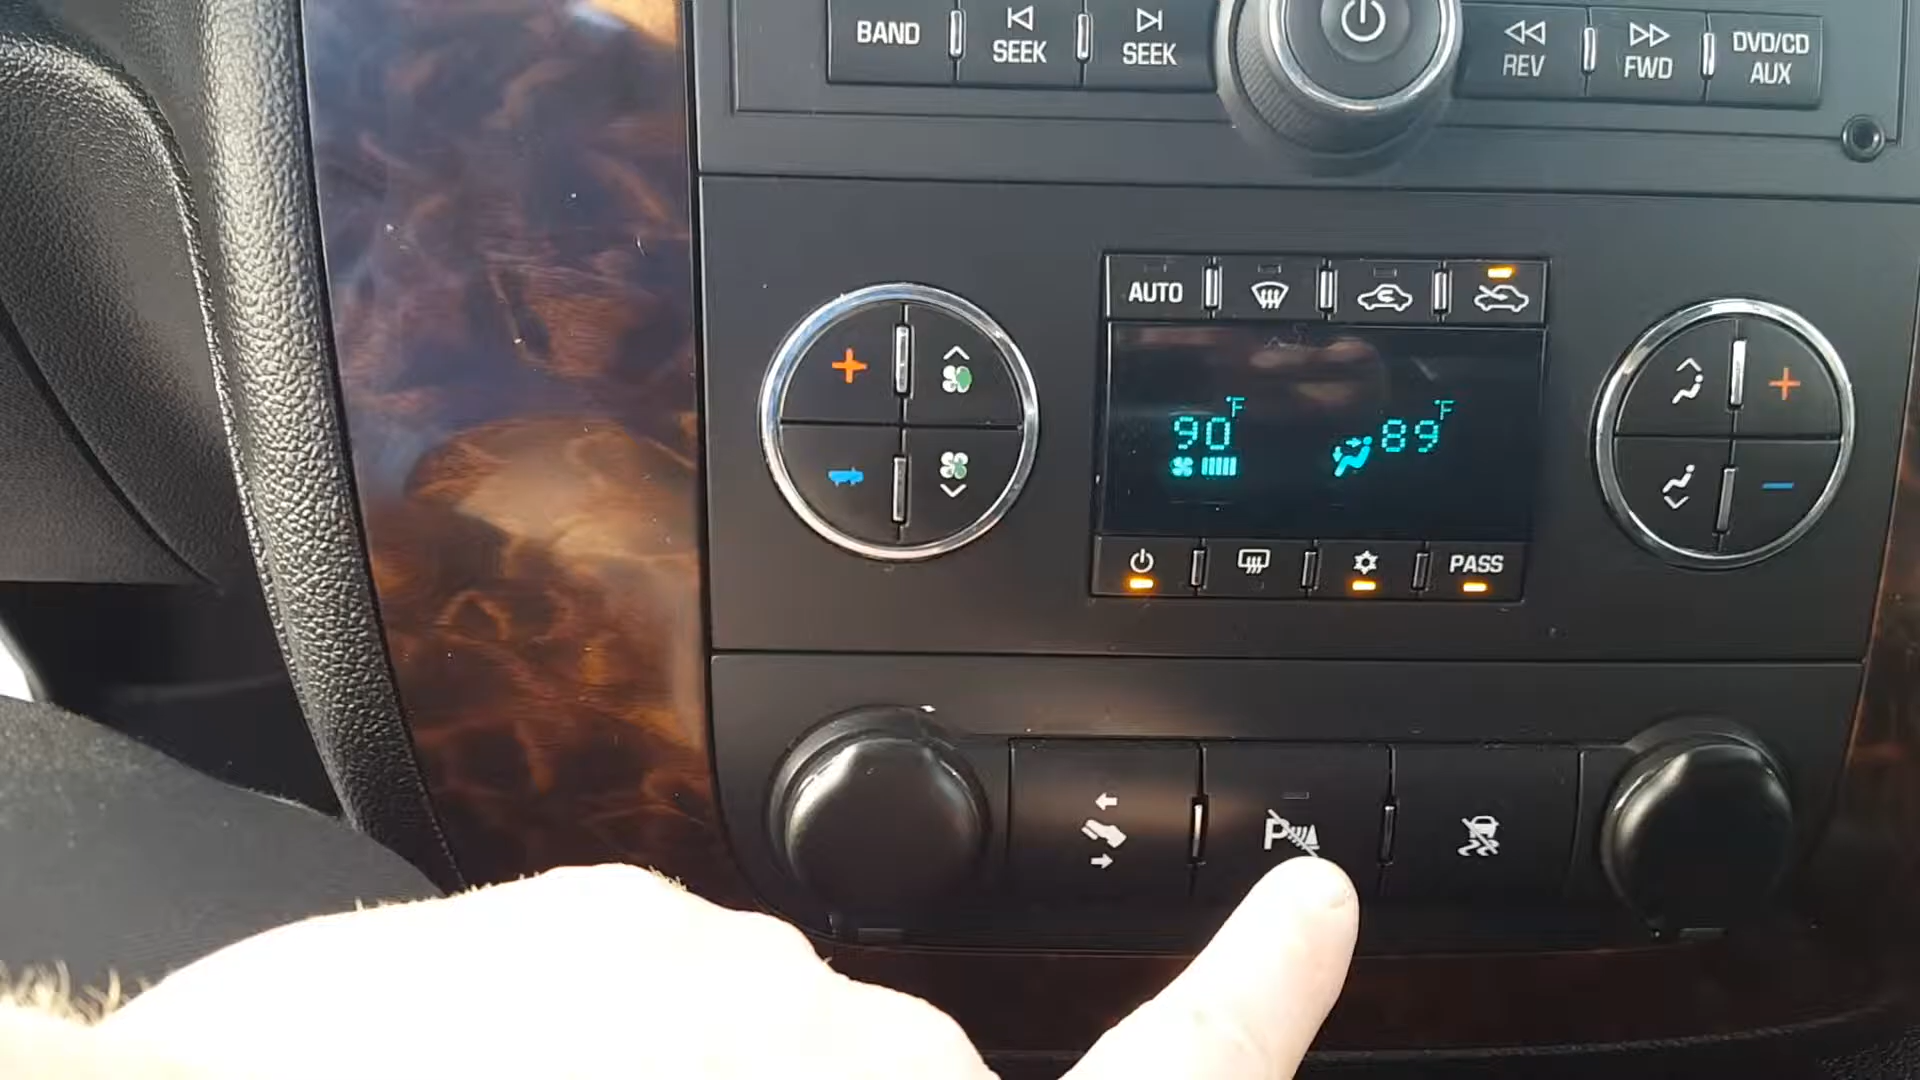 BAND
SEEK
SEEK
REV
FWD
DVD/CD
AUX
AUTO
90°F
89°F
PASS
P